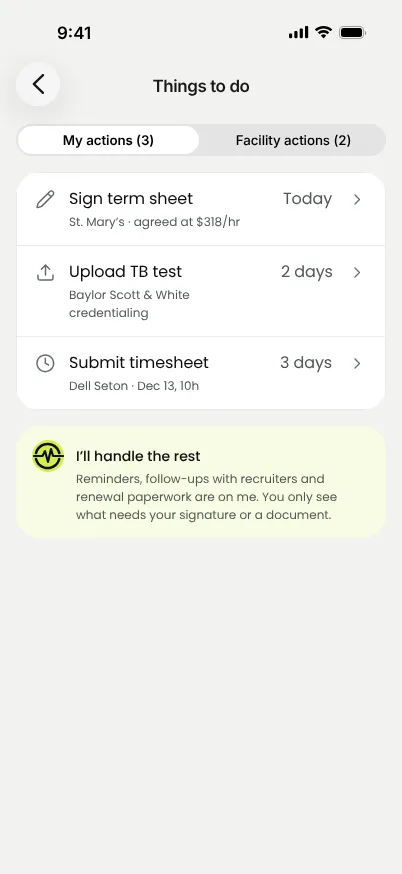 9:41
Things to do
My actions (3)
Facility actions (2)
Sign term sheet
Today
St. Mary's · agreed at $318/hr
Upload TB test
2 days
Baylor Scott & White
credentialing
Submit timesheet
3 days
Dell Seton · Dec 13, 10h
I'll handle the rest
Reminders, follow-ups with recruiters and
renewal paperwork are on me. You only see
what needs your signature or a document.